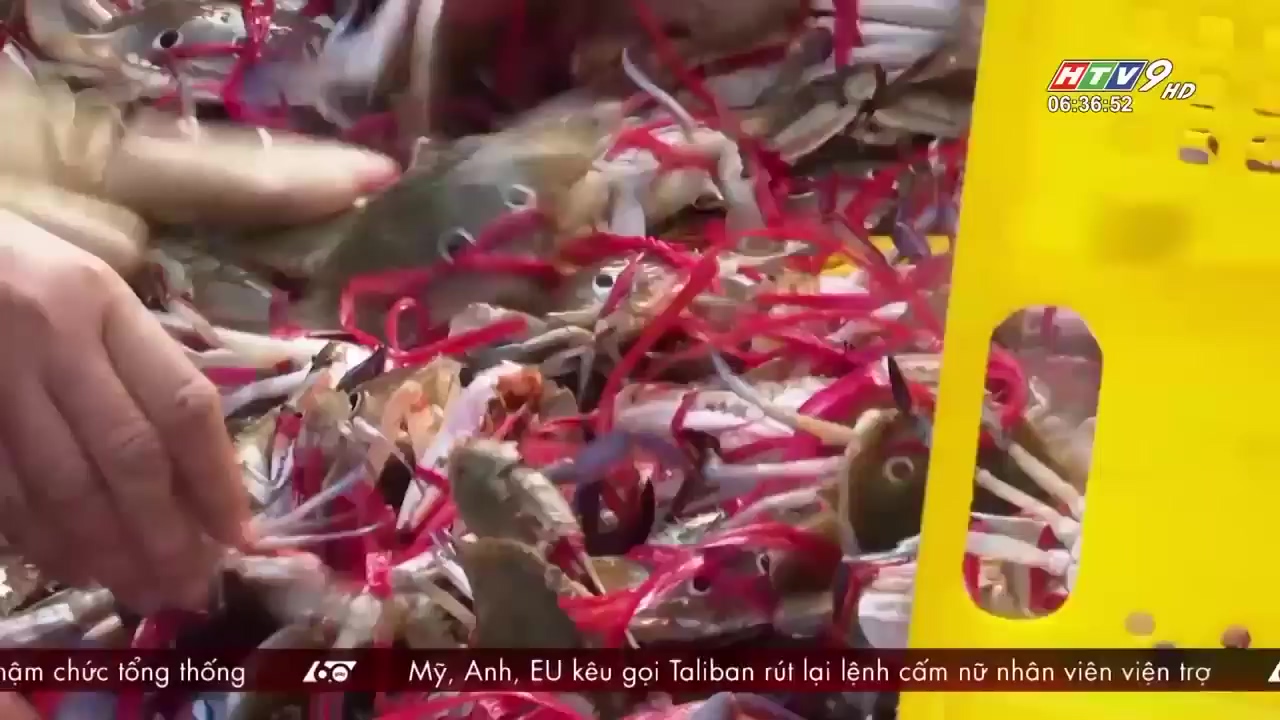 HTV9 HD
06:36:52
chức tổng thống
60
Mỹ, Anh, EU kêu gọi Taliban rút lại lệnh cấm nữ nhân viên viện trợ